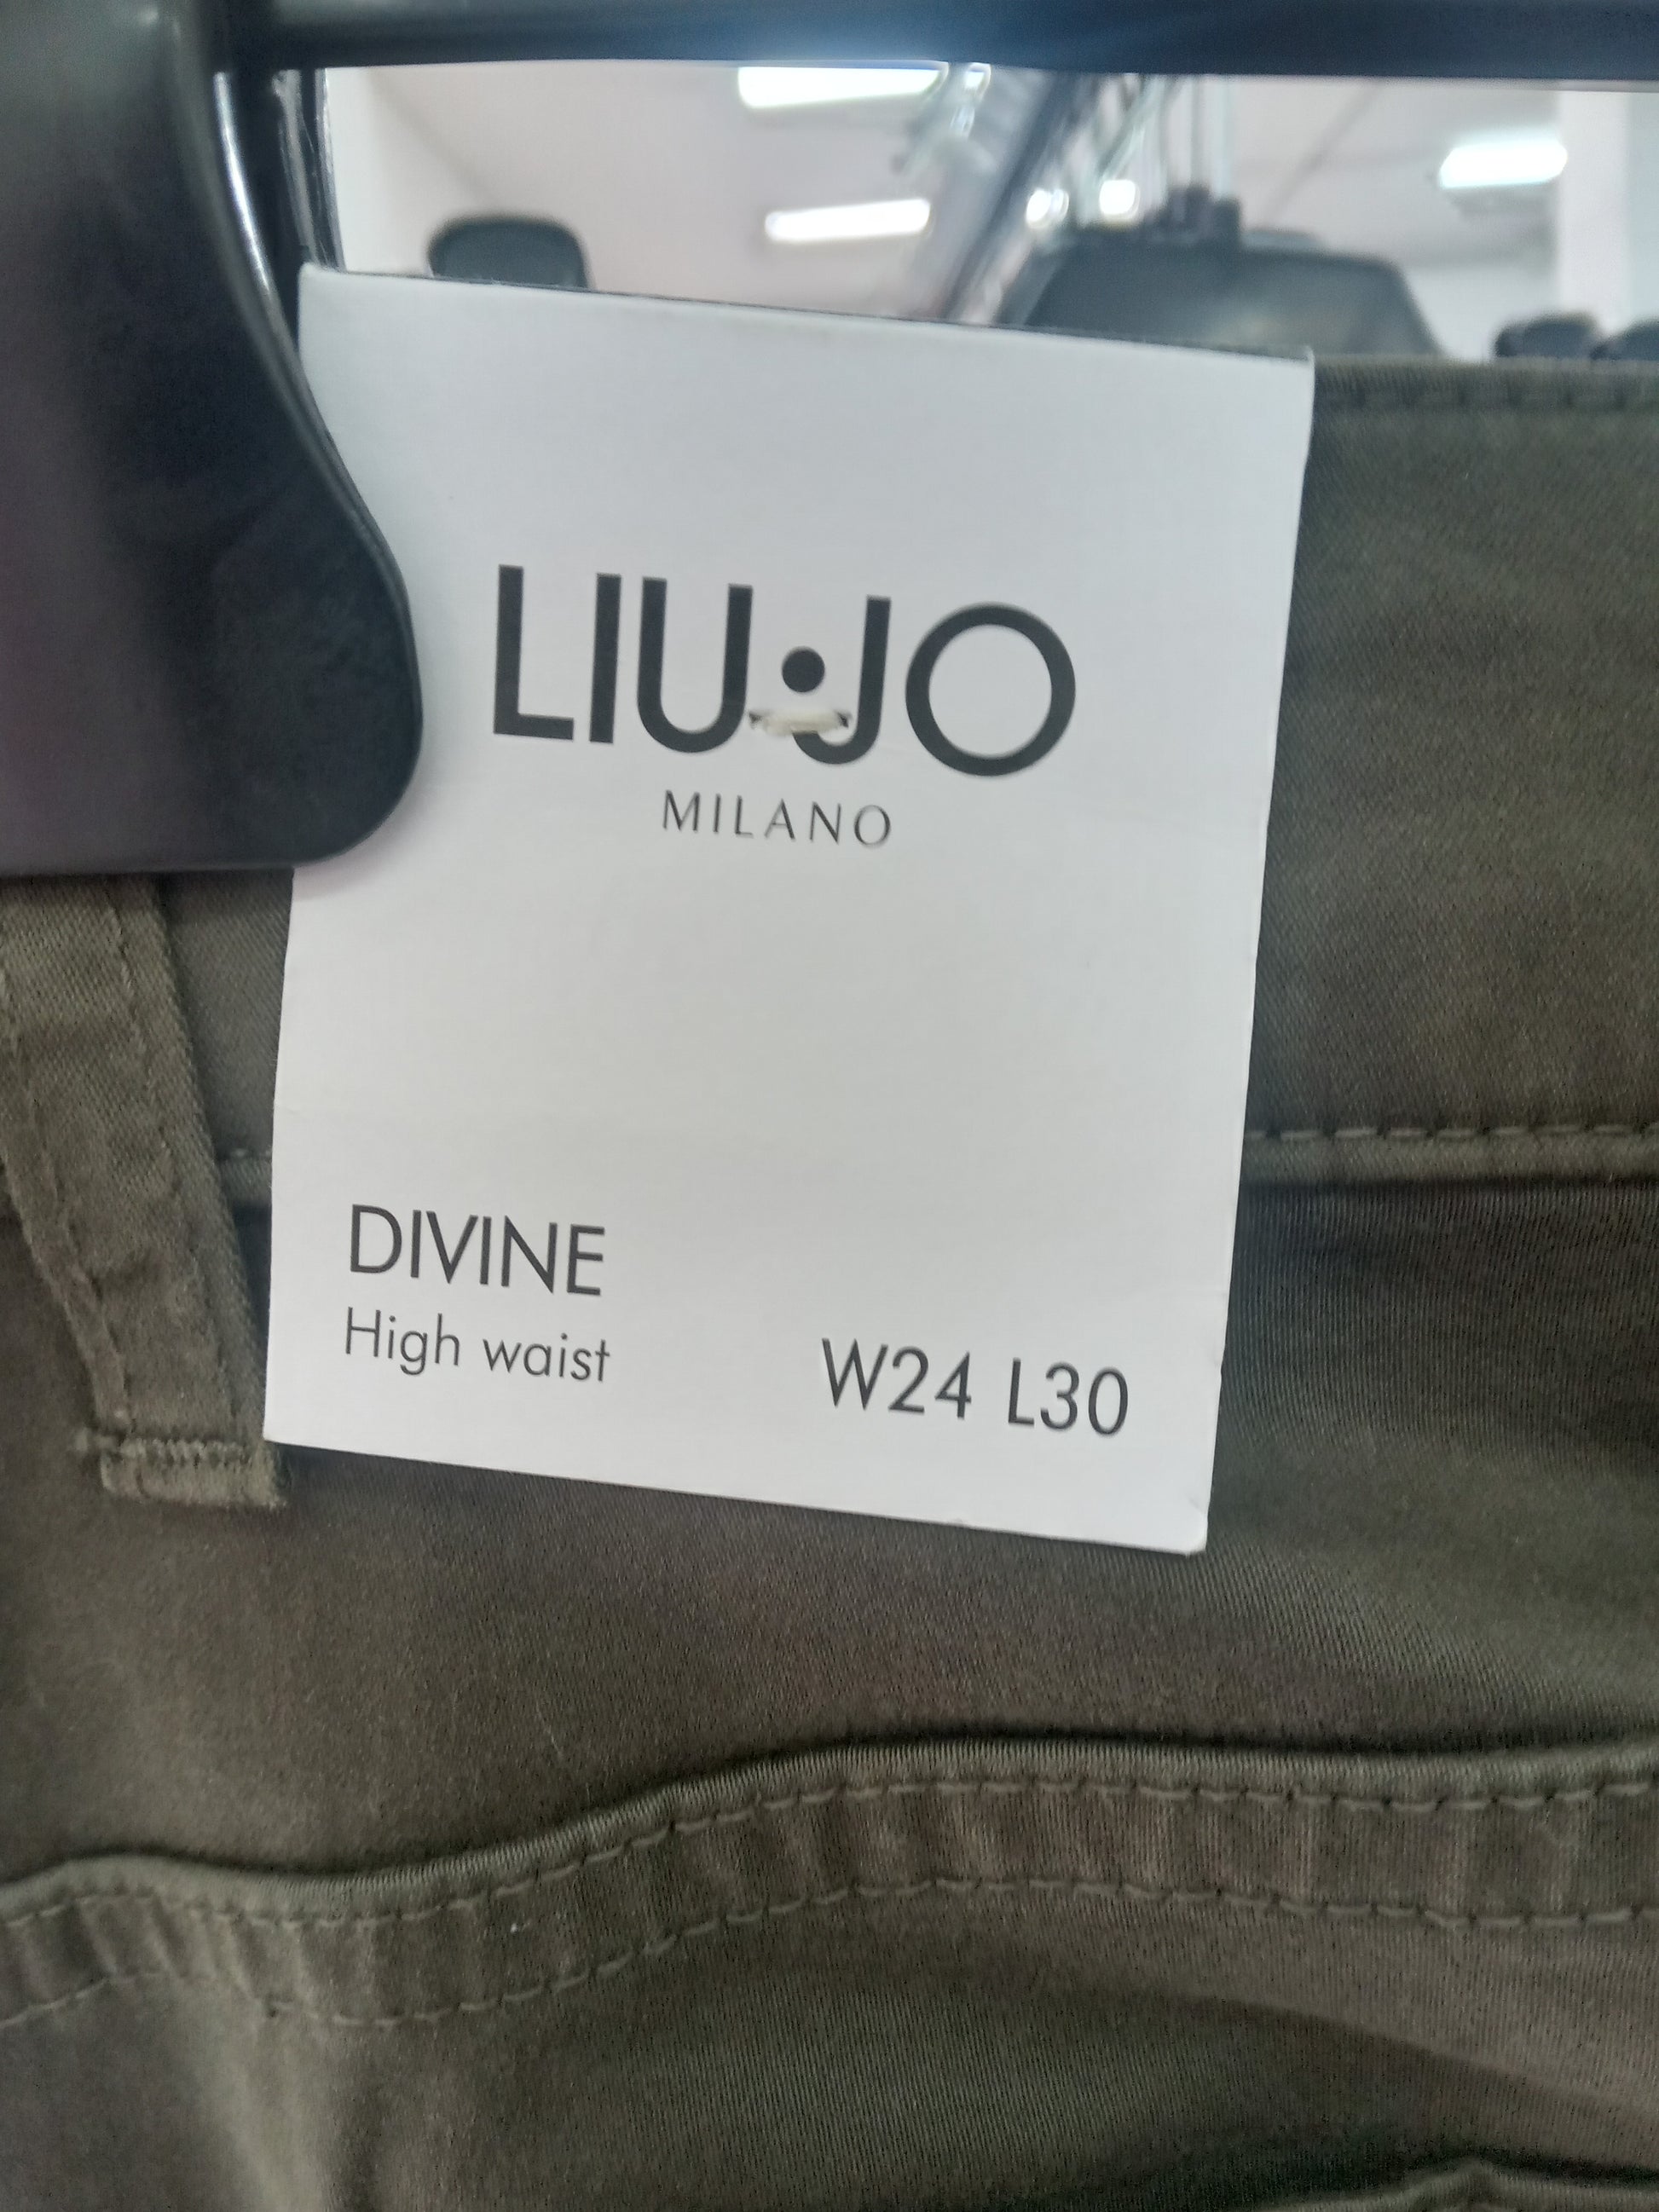 LIU•JO
MILANO
DIVINE
High waist
W24 L30